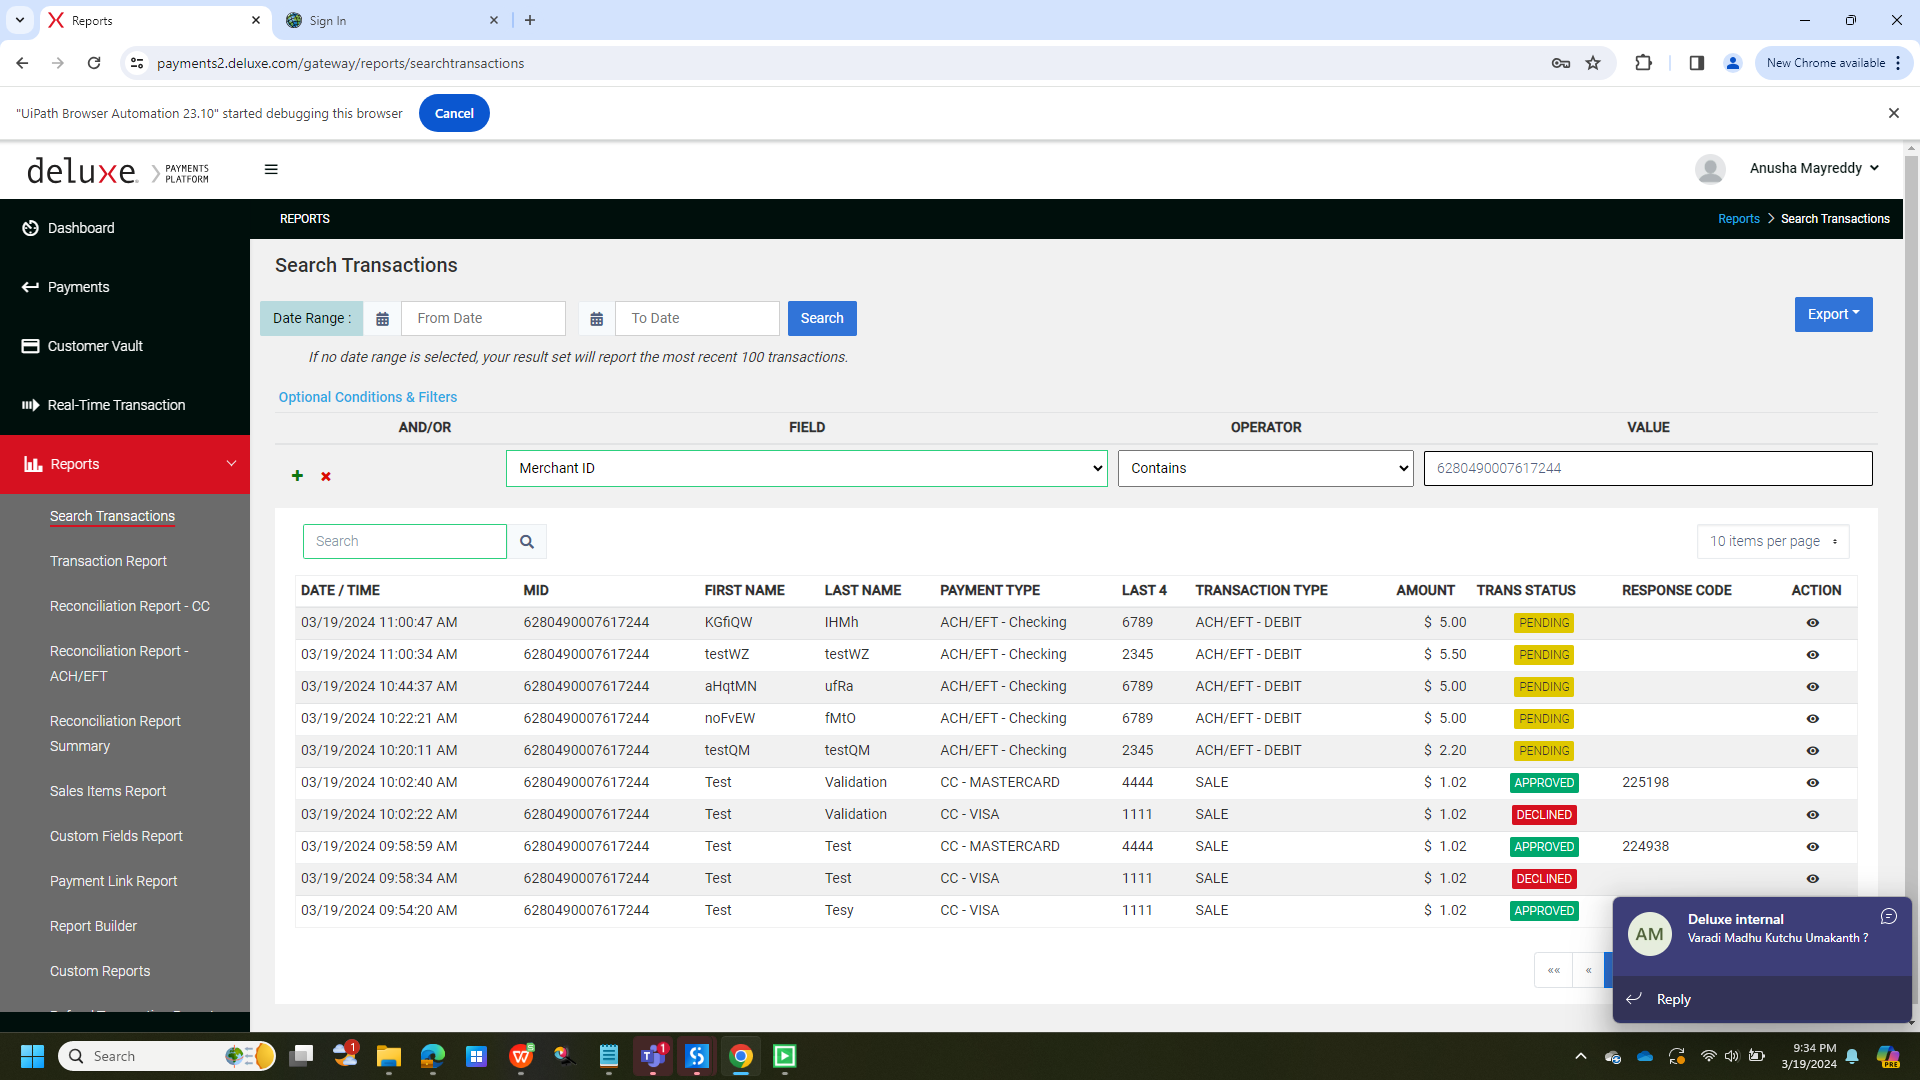 Reports
Sign In
payments2.deluxe.com/gateway/reports/searchtransactions
New Chrome available
"UiPath Browser Automation 23.10" started debugging this browser
Cancel
deluxe. PAYMENTS PLATFORM
Anusha Mayreddy
Dashboard
Payments
Customer Vault
Real-Time Transaction
Reports
Search Transactions
Transaction Report
Reconciliation Report - CC
Reconciliation Report -
ACH/EFT
Reconciliation Report
Summary
Sales Items Report
Custom Fields Report
Payment Link Report
Report Builder
Custom Reports
REPORTS
Reports > Search Transactions
Search Transactions
Date Range : From Date To Date Search
Export
If no date range is selected, your result set will report the most recent 100 transactions.
Optional Conditions & Filters
AND/OR FIELD OPERATOR VALUE
Merchant ID Contains 6280490007617244
Search
10 items per page
DATE / TIME MID FIRST NAME LAST NAME PAYMENT TYPE LAST 4 TRANSACTION TYPE AMOUNT TRANS STATUS RESPONSE CODE ACTION
03/19/2024 11:00:47 AM 6280490007617244 KGfiQW IHMh ACH/EFT - Checking 6789 ACH/EFT - DEBIT $ 5.00 PENDING
03/19/2024 11:00:34 AM 6280490007617244 testWZ testWZ ACH/EFT - Checking 2345 ACH/EFT - DEBIT $ 5.50 PENDING
03/19/2024 10:44:37 AM 6280490007617244 aHqtMN ufRa ACH/EFT - Checking 6789 ACH/EFT - DEBIT $ 5.00 PENDING
03/19/2024 10:22:21 AM 6280490007617244 noFvEW fMtO ACH/EFT - Checking 6789 ACH/EFT - DEBIT $ 5.00 PENDING
03/19/2024 10:20:11 AM 6280490007617244 testQM testQM ACH/EFT - Checking 2345 ACH/EFT - DEBIT $ 2.20 PENDING
03/19/2024 10:02:40 AM 6280490007617244 Test Validation CC - MASTERCARD 4444 SALE $ 1.02 APPROVED 225198
03/19/2024 10:02:22 AM 6280490007617244 Test Validation CC - VISA 1111 SALE $ 1.02 DECLINED
03/19/2024 09:58:59 AM 6280490007617244 Test Test CC - MASTERCARD 4444 SALE $ 1.02 APPROVED 224938
03/19/2024 09:58:34 AM 6280490007617244 Test Test CC - VISA 1111 SALE $ 1.02 DECLINED
03/19/2024 09:54:20 AM 6280490007617244 Test Tesy CC - VISA 1111 SALE $ 1.02 APPROVED
«« «
AM
Deluxe internal
Varadi Madhu Kutchu Umakanth ?
Reply
Search
1
1
9:34 PM
3/19/2024
PRE